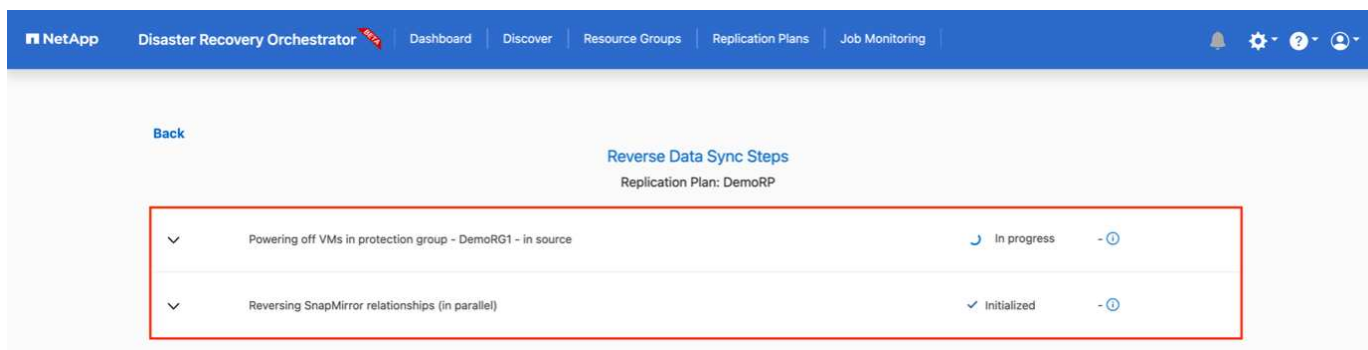 NetApp Disaster Recovery Orchestrator BETA Dashboard Discover Resource Groups Replication Plans Job Monitoring
Back
Reverse Data Sync Steps
Replication Plan: DemoRP
Powering off VMs in protection group - DemoRG1 - in source In progress -
Reversing SnapMirror relationships (in parallel) Initialized -